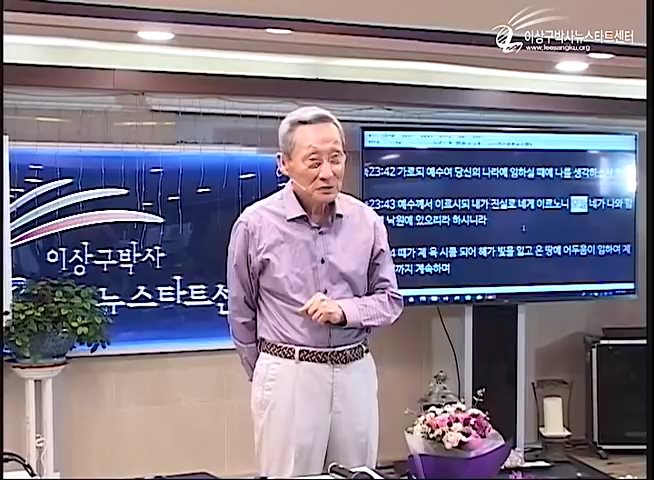 이상구박사뉴스타트센터
www.leesangku.org
23:42 가로되 예수여 당신의 나라에 임하실 때에 나를 생각하소서
23:43 예수께서 이르시되 내가 진실로 네게 이르노니 네가 나와 함
낙원에 있으리라 하시니라
때가 제 육 시쯤 되어 해가 빛을 잃고 온 땅에 어두움이 임하여 제
까지 계속하며
이상구박사
뉴스타트센